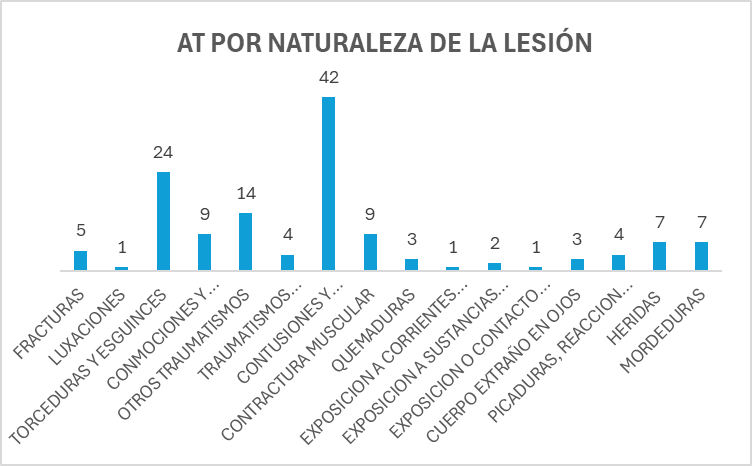 AT POR NATURALEZA DE LA LESIÓN
5
1
24
9
14
4
42
9
3
1
2
1
3
4
7
7
FRACTURAS
LUXACIONES
TORCEDURAS Y ESGUINCES
CONMOCIONES Y…
OTROS TRAUMATISMOS
TRAUMATISMOS…
CONTUSIONES Y…
CONTRACTURA MUSCULAR
QUEMADURAS
EXPOSICION A CORRIENTES…
EXPOSICION A SUSTANCIAS…
EXPOSICION O CONTACTO…
CUERPO EXTRAÑO EN OJOS
PICADURAS, REACCION…
HERIDAS
MORDEDURAS